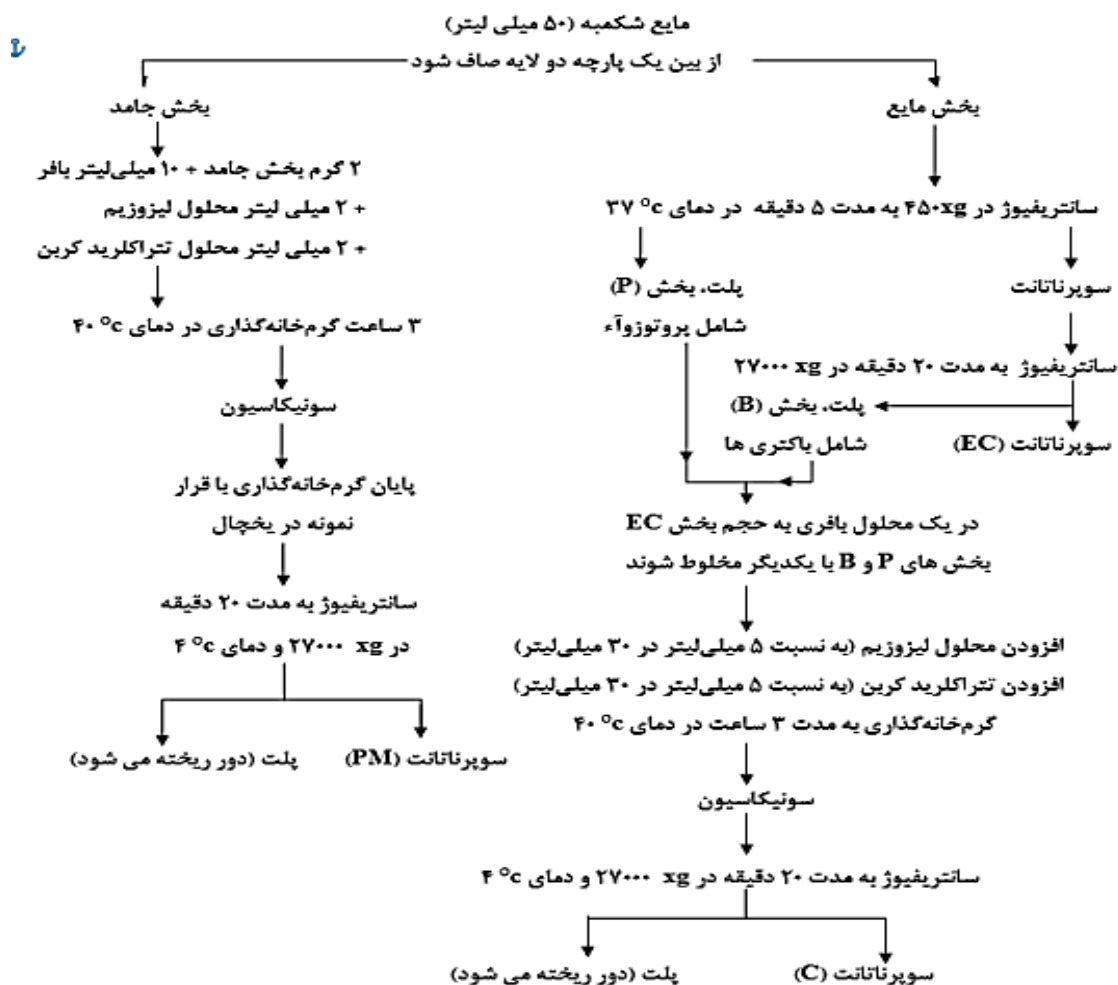 مایع شکمبه (۵۰ میلی لیتر)
از بین یک پارچه دو لایه صاف شود
بخش مایع
سانتریفیوژ در ۴۵۰xg به مدت ۵ دقیقه در دمای ۳۷ °c
سوپرناتانت
پلت، بخش (P)
شامل پروتوزوآء
سانتریفیوژ به مدت ۲۰ دقیقه در ۲۷۰۰۰ xg
پلت، بخش (B)
شامل باکتری ها
سوپرناتانت (EC)
در یک محلول بافری به حجم بخش EC
بخش های P و B با یکدیگر مخلوط شوند
افزودن محلول لیزوزیم (به نسبت ۵ میلی‌لیتر در ۳۰ میلی‌لیتر)
افزودن تتراکلرید کربن (به نسبت ۵ میلی‌لیتر در ۳۰ میلی‌لیتر)
گرم‌خانه‌گذاری به مدت ۳ ساعت در دمای ۴۰ °c
سونیکاسیون
سانتریفیوژ به مدت ۲۰ دقیقه در ۲۷۰۰۰ xg و دمای ۴ °c
سوپرناتانت (C)
پلت (دور ریخته می شود)
بخش جامد
۲ گرم بخش جامد + ۱۰ میلی‌لیتر بافر
+ ۲ میلی لیتر محلول لیزوزیم
+ ۲ میلی لیتر محلول تتراکلرید کربن
۳ ساعت گرم‌خانه‌گذاری در دمای ۴۰ °c
سونیکاسیون
پایان گرم‌خانه‌گذاری با قرار
نمونه در یخچال
سانتریفیوژ به مدت ۲۰ دقیقه
در ۲۷۰۰۰ xg و دمای ۴ °c
سوپرناتانت (PM)
پلت (دور ریخته می شود)